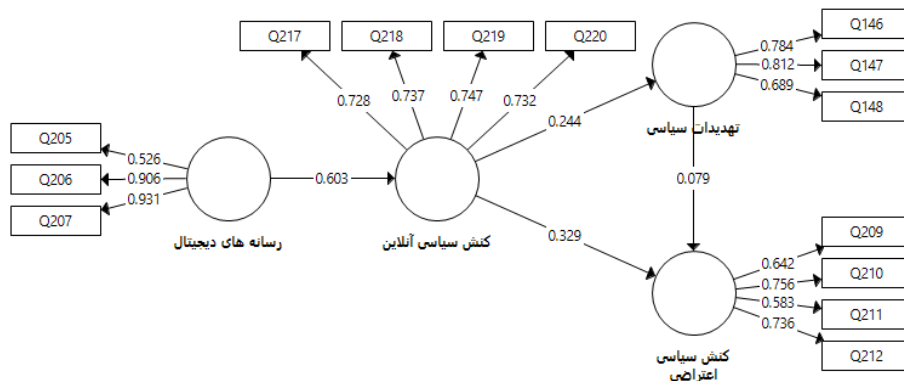 Q217
Q218
Q219
Q220
Q146
Q147
Q148
0.784
0.812
0.689
0.728
0.737
0.747
0.732
تهدیدات سیاسی
0.244
Q205
Q206
Q207
0.526
0.906
0.931
0.603
0.079
رسانه های دیجیتال
کنش سیاسی آنلاین
0.329
Q209
Q210
Q211
Q212
0.642
0.756
0.583
0.736
کنش سیاسی
اعتراضی